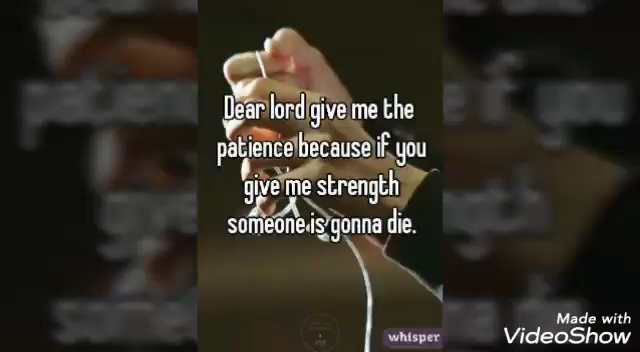 Dear lord give me the
patience because if you
give me strength
someone is gonna die.
whisper
Made with
VideoShow